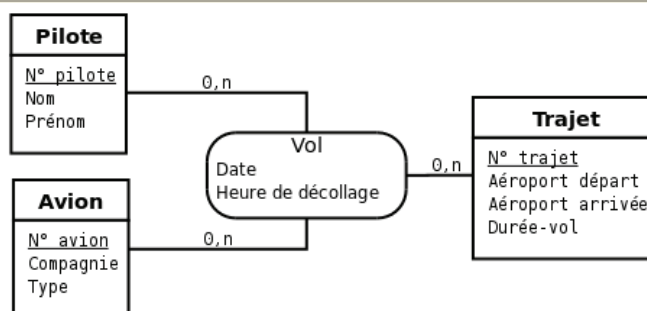 Pilote
N° pilote
Nom
Prénom
0,n
Vol
Date
Heure de décollage
0,n
Trajet
N° trajet
Aéroport départ
Aéroport arrivée
Durée-vol
Avion
N° avion
Compagnie
Type
0,n